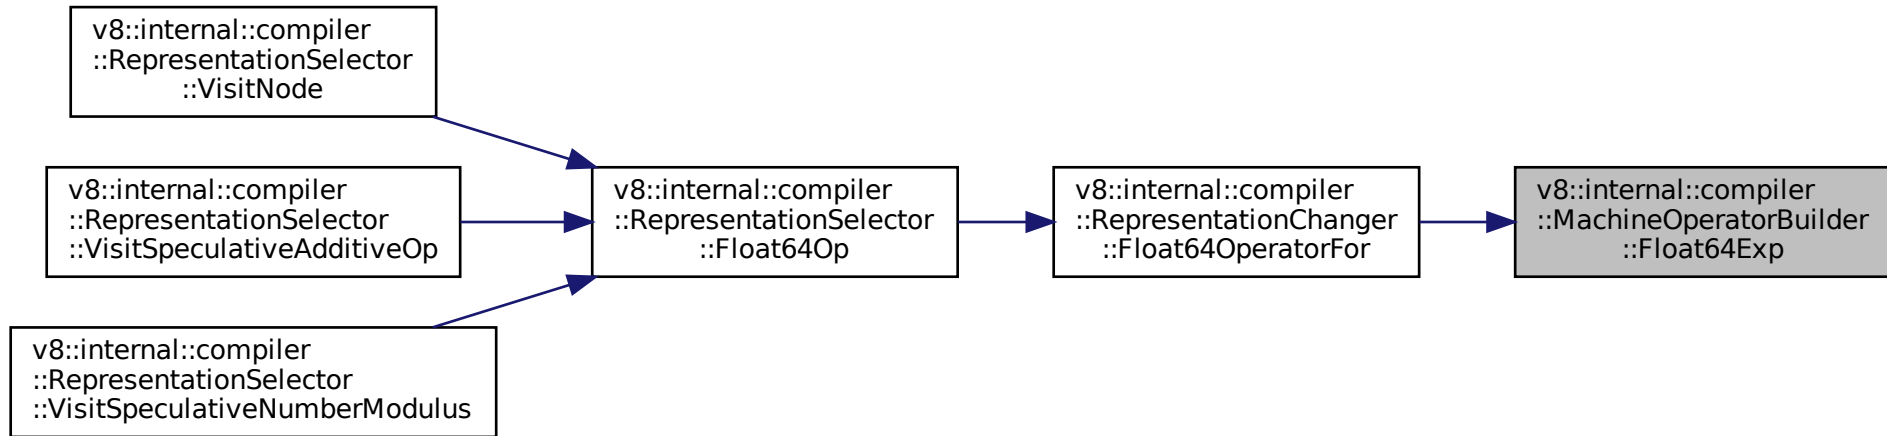 v8::internal::compiler
::RepresentationSelector
::VisitNode
v8::internal::compiler
::RepresentationSelector
::VisitSpeculativeAdditiveOp
v8::internal::compiler
::RepresentationSelector
::VisitSpeculativeNumberModulus
v8::internal::compiler
::RepresentationSelector
::Float64Op
v8::internal::compiler
::RepresentationChanger
::Float64OperatorFor
v8::internal::compiler
::MachineOperatorBuilder
::Float64Exp